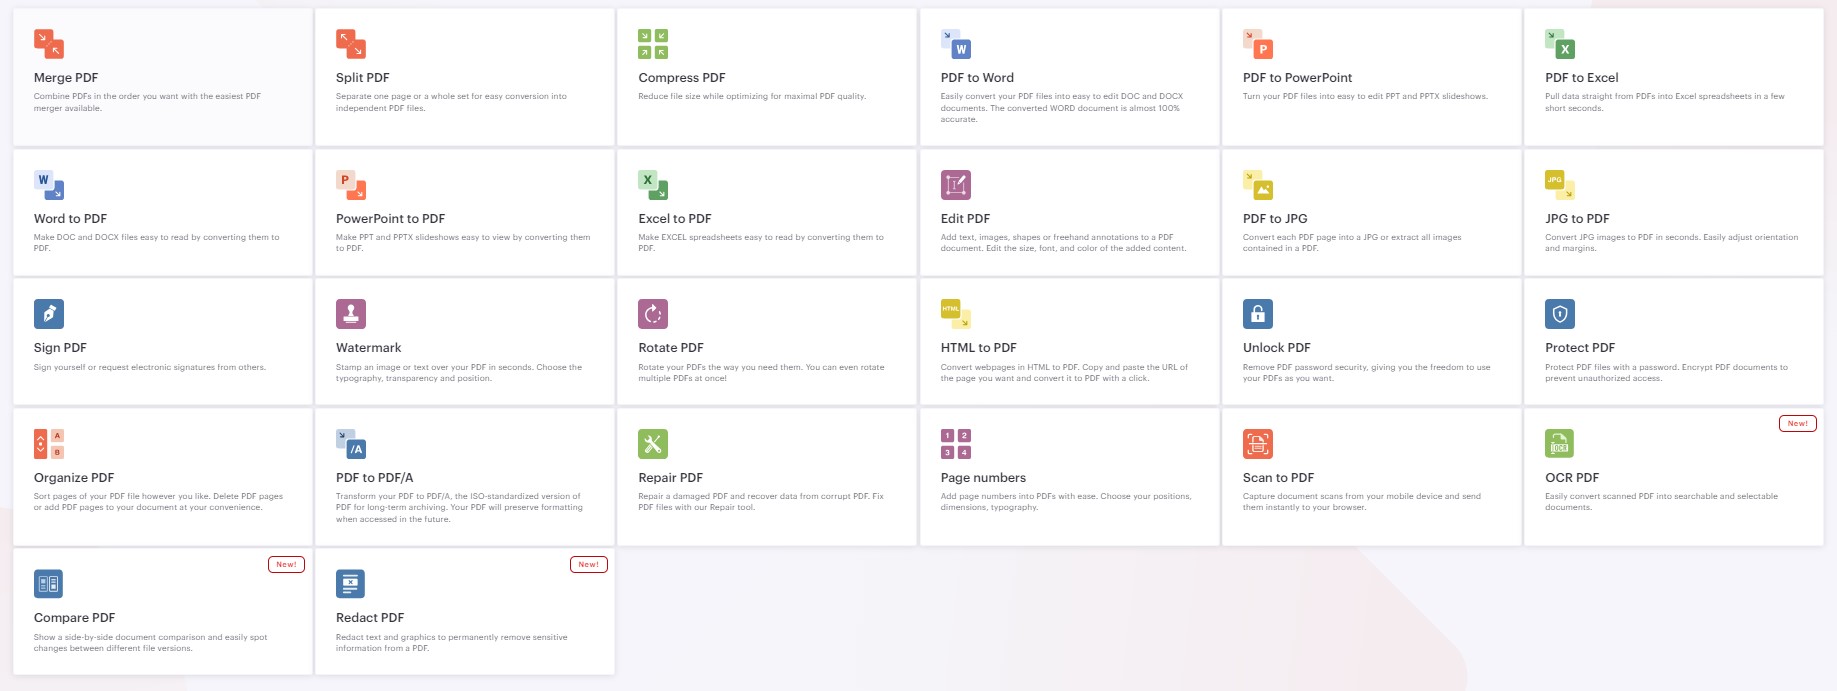 Merge PDF
Combine PDFs in the order you want with the easiest PDF
merger available.
Split PDF
Separate one page or a whole set for easy conversion into
independent PDF files.
Compress PDF
Reduce file size while optimizing for maximal PDF quality.
W
PDF to Word
Easily convert your PDF files into easy to edit DOC and DOCX
documents. The converted WORD document is almost 100%
accurate.
P
PDF to PowerPoint
Turn your PDF files into easy to edit PPT and PPTX slideshows.
X
PDF to Excel
Pull data straight from PDFs into Excel spreadsheets in a few
short seconds.
W
Word to PDF
Make DOC and DOCX files easy to read by converting them to
PDF.
P
PowerPoint to PDF
Make PPT and PPTX slideshows easy to view by converting them
to PDF.
X
Excel to PDF
Make EXCEL spreadsheets easy to read by converting them to
PDF.
Edit PDF
Add text, images, shapes or freehand annotations to a PDF
document. Edit the size, font, and color of the added content.
PDF to JPG
Convert each PDF page into a JPG or extract all images
contained in a PDF.
JPG
JPG to PDF
Convert JPG images to PDF in seconds. Easily adjust orientation
and margins.
Sign PDF
Sign yourself or request electronic signatures from others.
Watermark
Stamp an image or text over your PDF in seconds. Choose the
typography, transparency and position.
Rotate PDF
Rotate your PDFs the way you need them. You can even rotate
multiple PDFs at once!
HTML
HTML to PDF
Convert webpages in HTML to PDF. Copy and paste the URL of
the page you want and convert it to PDF with a click.
Unlock PDF
Remove PDF password security, giving you the freedom to use
your PDFs as you want.
Protect PDF
Protect PDF files with a password. Encrypt PDF documents to
prevent unauthorized access.
A
B
Organize PDF
Sort pages of your PDF file however you like. Delete PDF pages
or add PDF pages to your document at your convenience.
/A
PDF to PDF/A
Transform your PDF to PDF/A, the ISO-standardized version of
PDF for long-term archiving. Your PDF will preserve formatting
when accessed in the future.
Repair PDF
Repair a damaged PDF and recover data from corrupt PDF. Fix
PDF files with our Repair tool.
1 2
3 4
Page numbers
Add page numbers into PDFs with ease. Choose your positions,
dimensions, typography.
Scan to PDF
Capture document scans from your mobile device and send
them instantly to your browser.
New!
OCR
OCR PDF
Easily convert scanned PDF into searchable and selectable
documents.
New!
Compare PDF
Show a side-by-side document comparison and easily spot
changes between different file versions.
New!
Redact PDF
Redact text and graphics to permanently remove sensitive
information from a PDF.